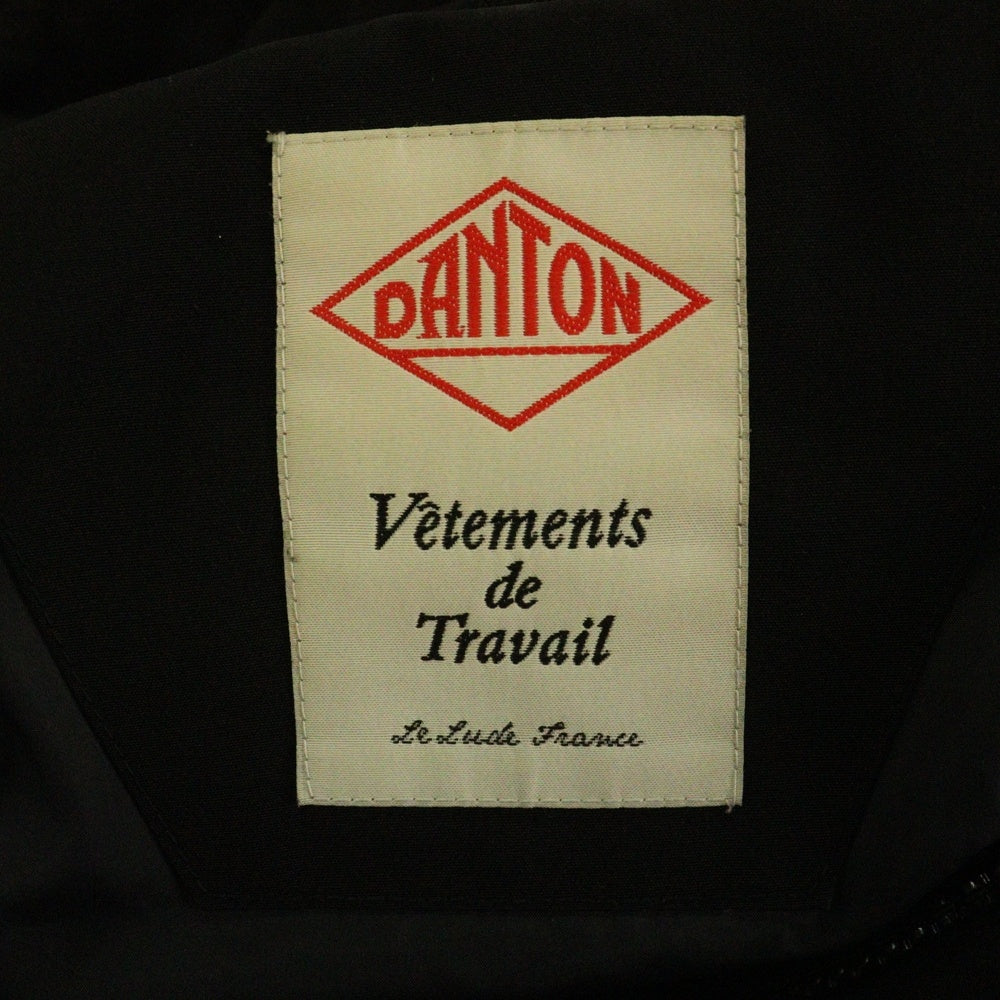 DANTON
Vêtements
de
Travail
Le Lude France